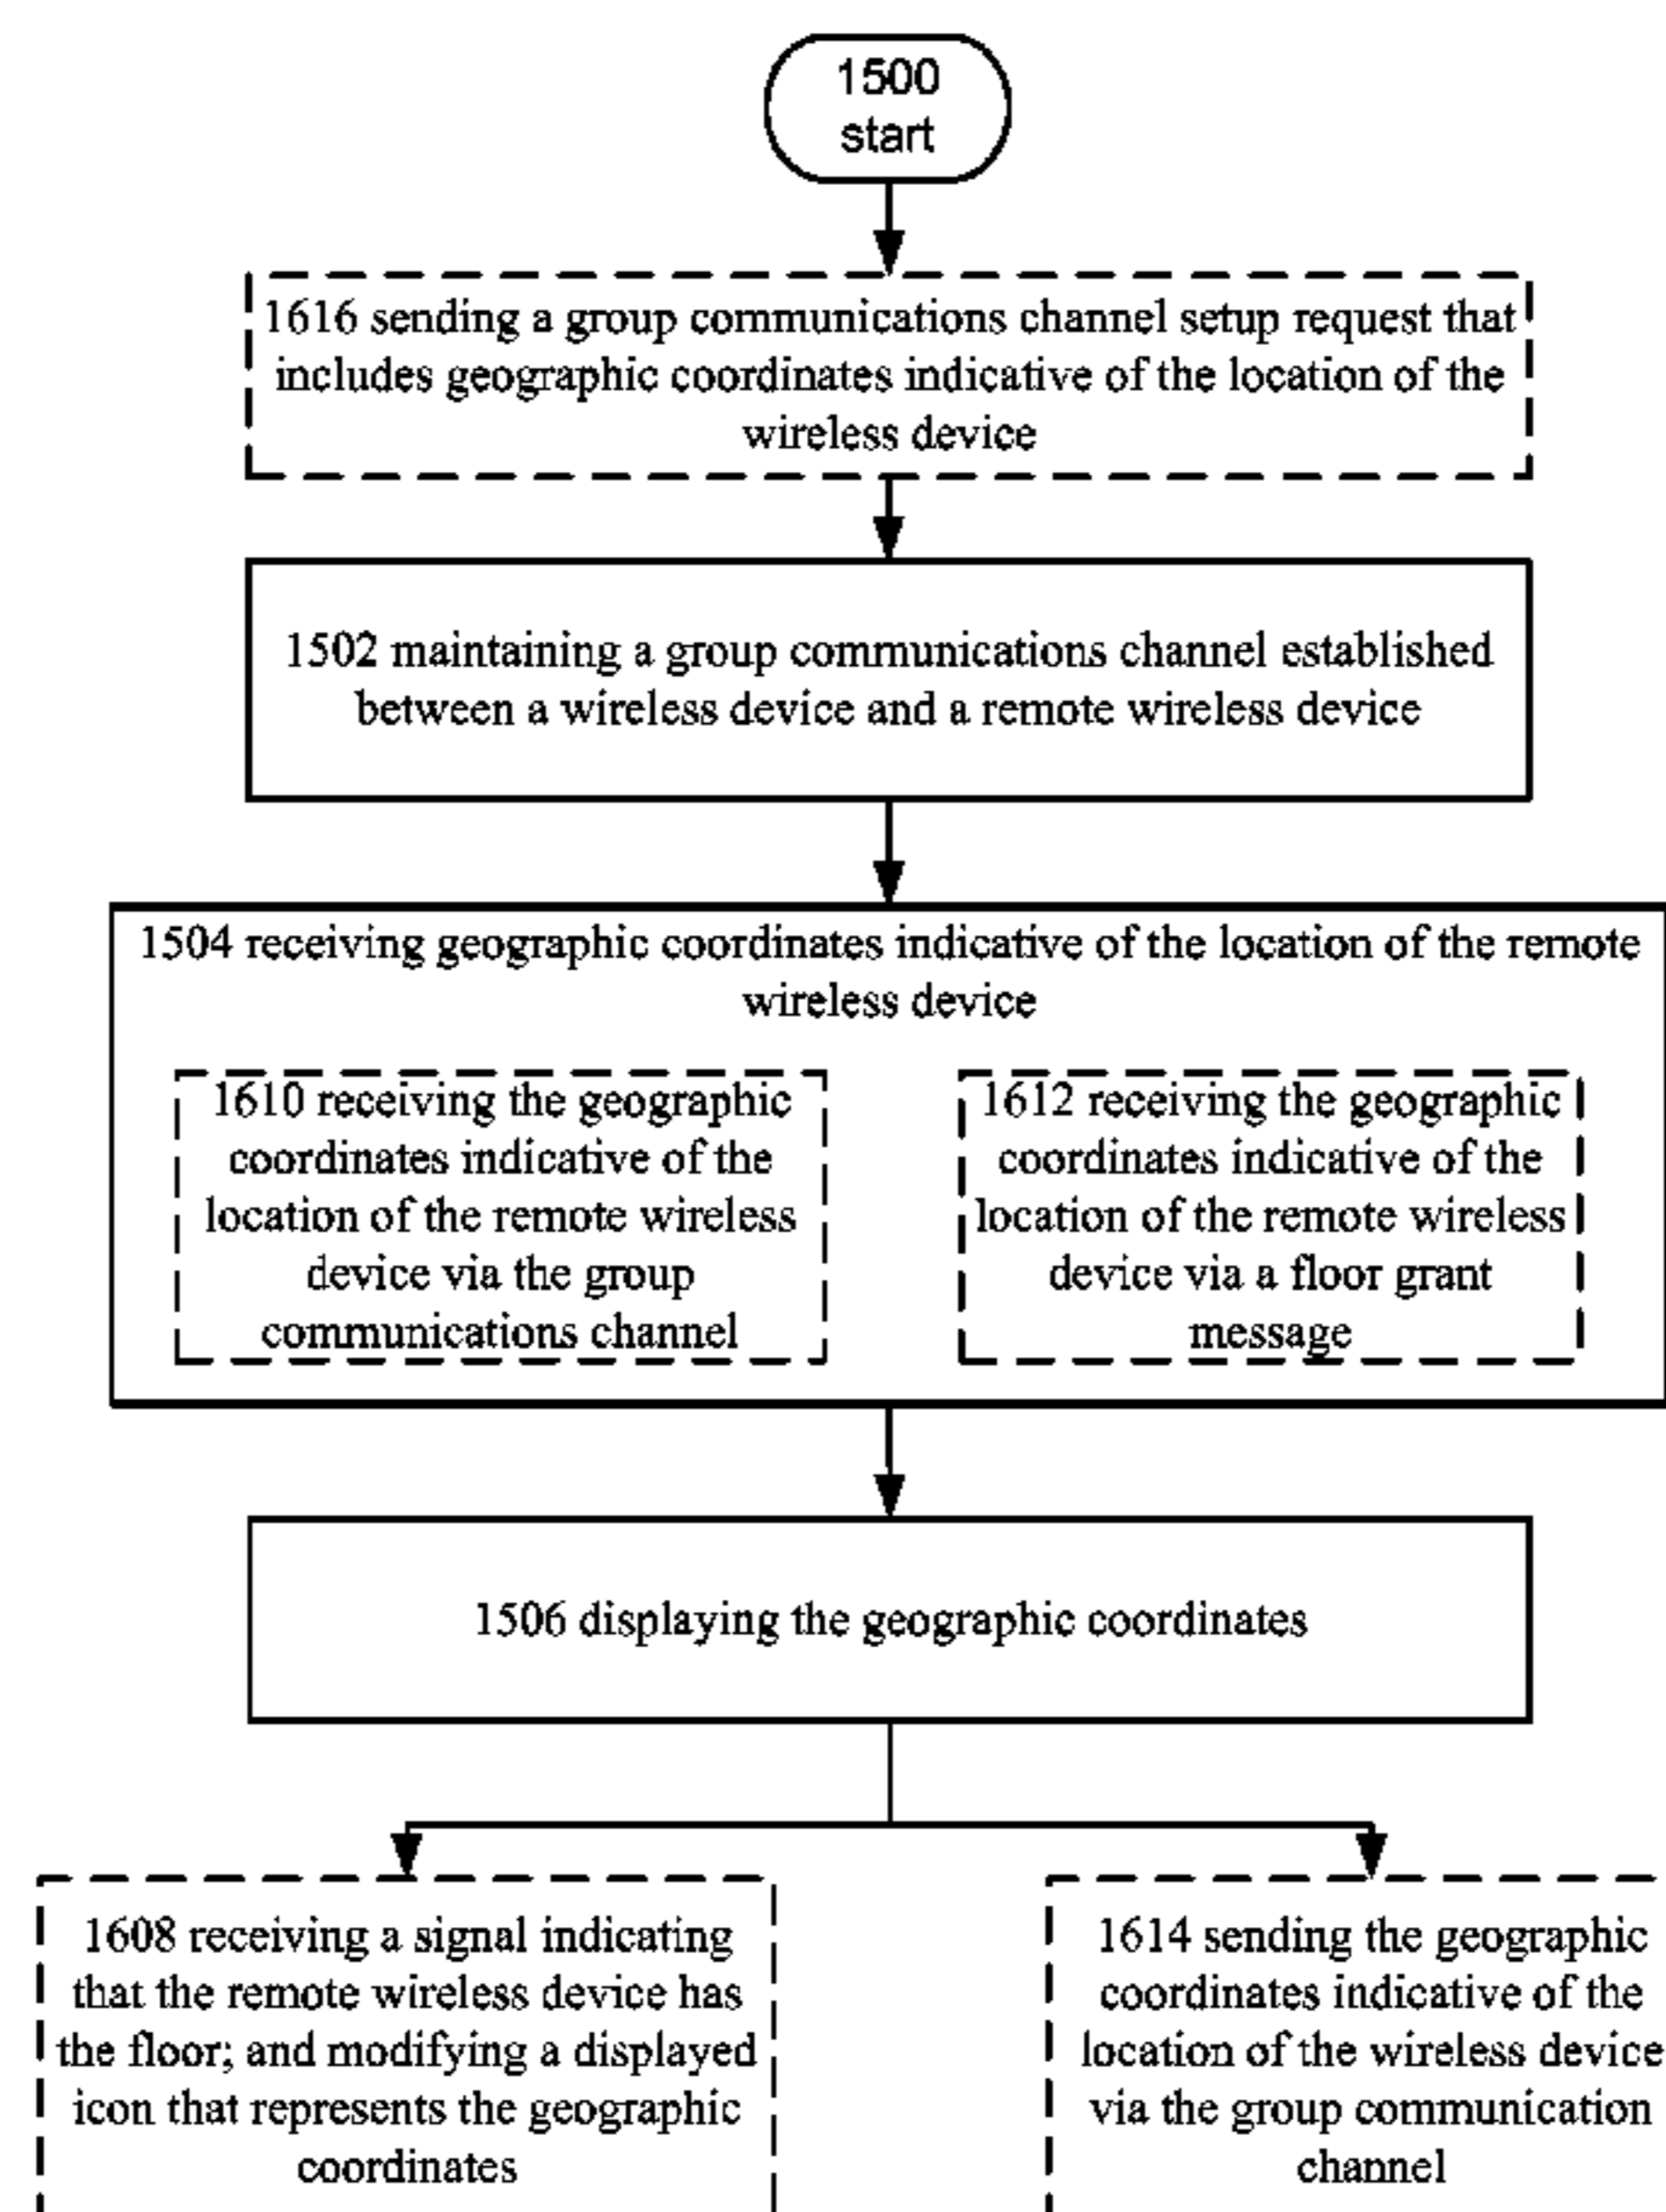 1500
start
1616 sending a group communications channel setup request that
includes geographic coordinates indicative of the location of the
wireless device
1502 maintaining a group communications channel established
between a wireless device and a remote wireless device
1504 receiving geographic coordinates indicative of the location of the remote
wireless device
1610 receiving the geographic
coordinates indicative of the
location of the remote wireless
device via the group
communications channel
1612 receiving the geographic
coordinates indicative of the
location of the remote wireless
device via a floor grant
message
1506 displaying the geographic coordinates
1608 receiving a signal indicating
that the remote wireless device has
the floor; and modifying a displayed
icon that represents the geographic
coordinates
1614 sending the geographic
coordinates indicative of the
location of the wireless device
via the group communication
channel